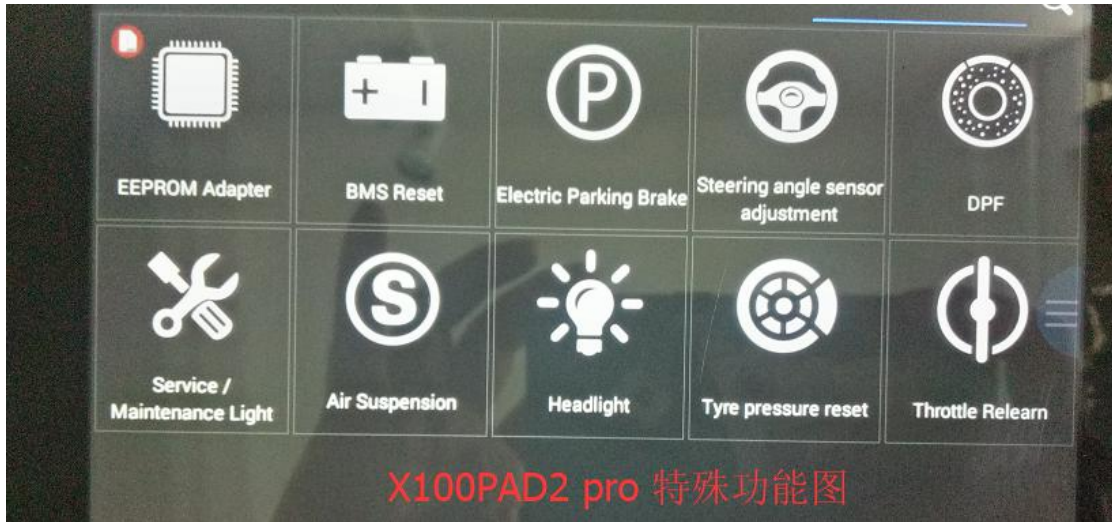 EEPROM Adapter
BMS Reset
Electric Parking Brake
Steering angle sensor
adjustment
DPF
Service /
Maintenance Light
Air Suspension
Headlight
Tyre pressure reset
Throttle Relearn
X100PAD2 pro 特殊功能图